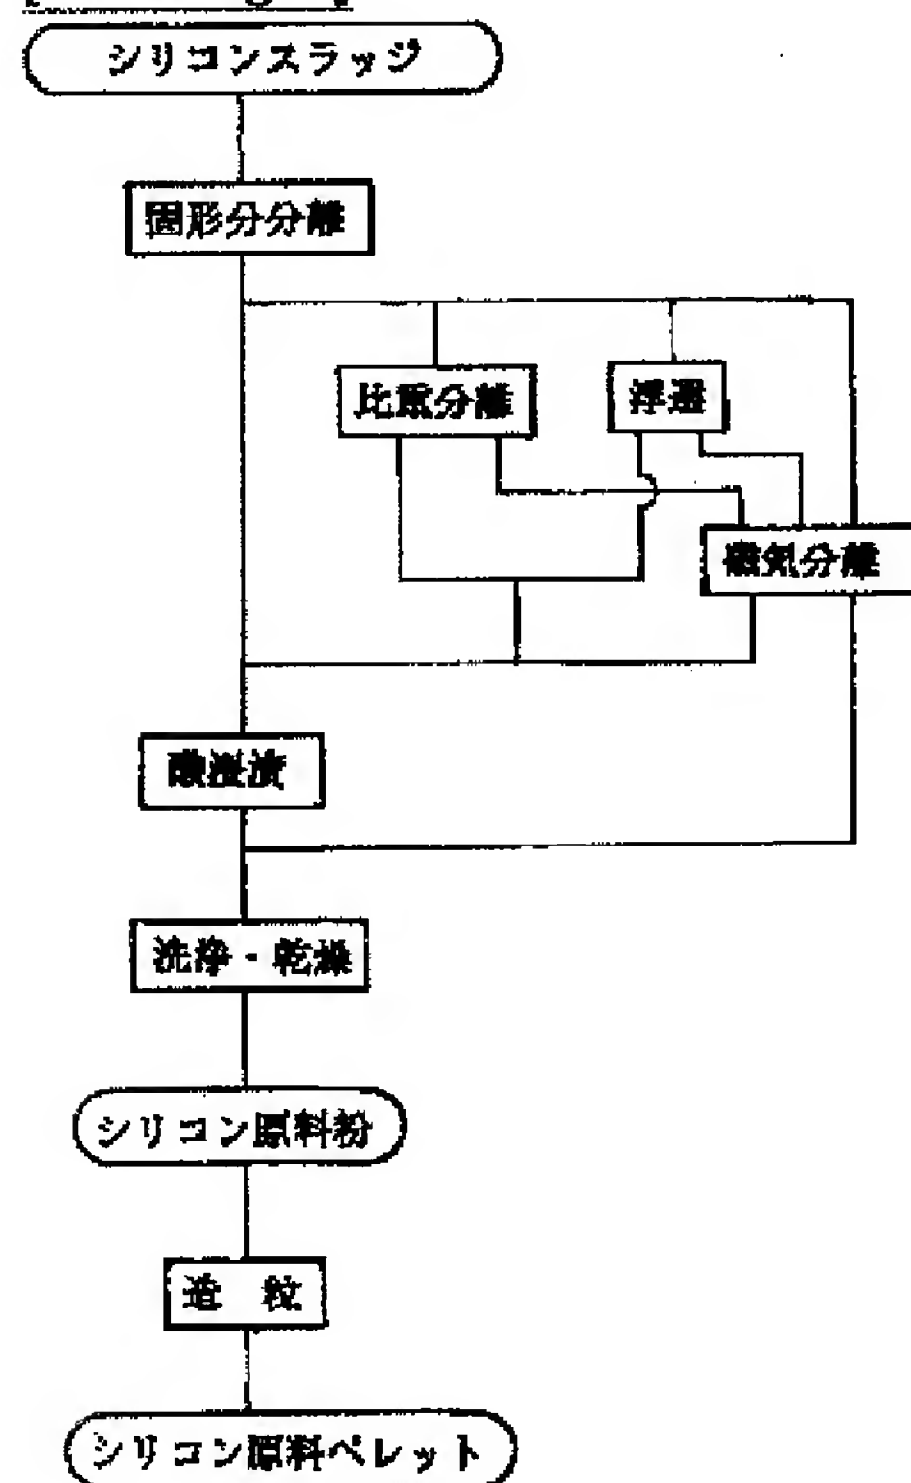 シリコンスラッジ
固形分分離
比重分離
浮選
磁気分離
酸浸漬
洗浄・乾燥
シリコン原料粉
造 粒
シリコン原料ペレット